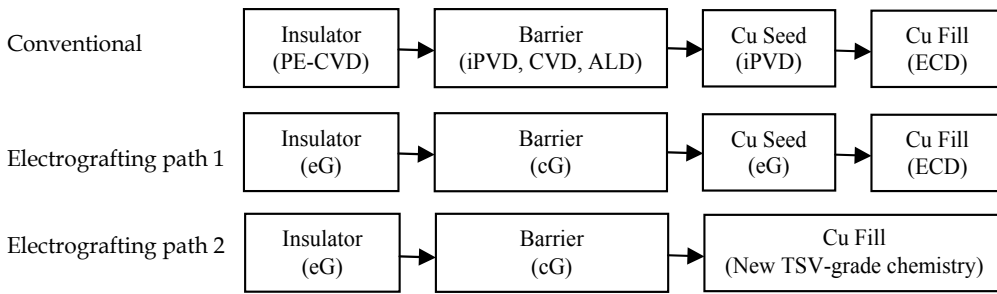 Conventional
Insulator
(PE-CVD)
Barrier
(iPVD, CVD, ALD)
Cu Seed
(iPVD)
Cu Fill
(ECD)
Electrografting path 1
Insulator
(eG)
Barrier
(cG)
Cu Seed
(eG)
Cu Fill
(ECD)
Electrografting path 2
Insulator
(eG)
Barrier
(cG)
Cu Fill
(New TSV-grade chemistry)